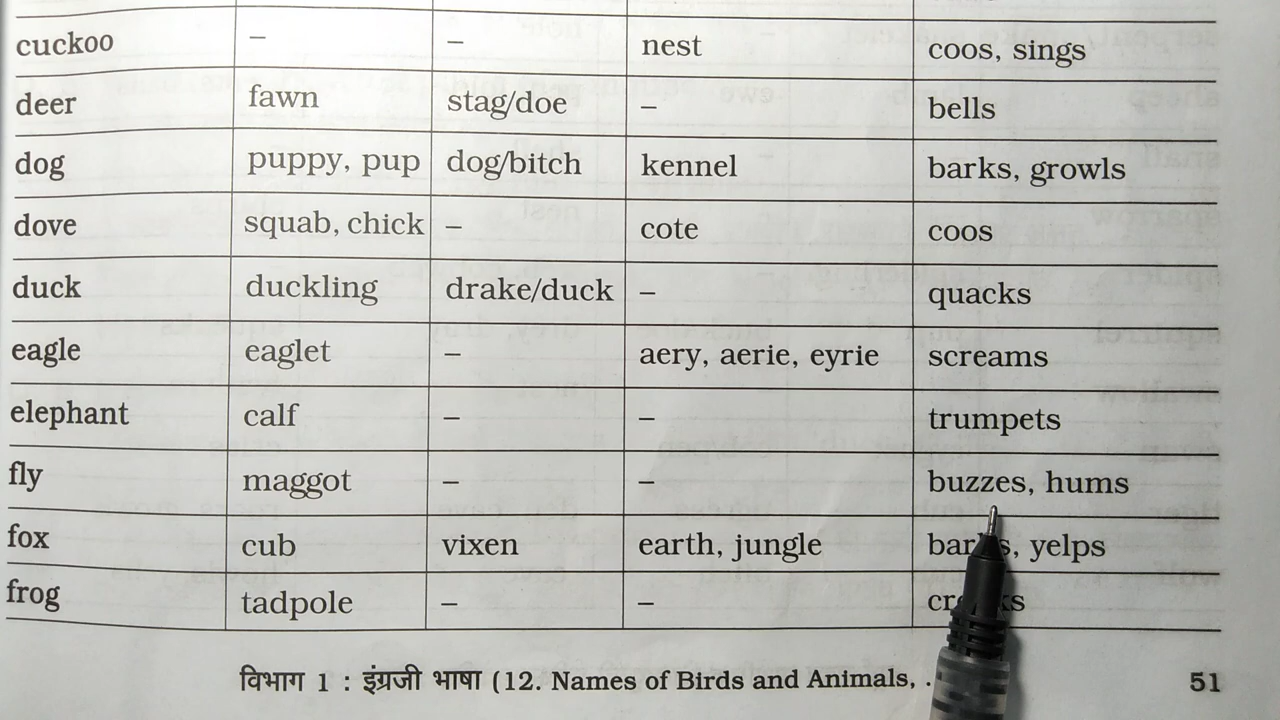 cuckoo – – nest coos, sings
deer fawn stag/doe – bells
dog puppy, pup dog/bitch kennel barks, growls
dove squab, chick – cote coos
duck duckling drake/duck – quacks
eagle eaglet – aery, aerie, eyrie screams
elephant calf – – trumpets
fly maggot – – buzzes, hums
fox cub vixen earth, jungle barks, yelps
frog tadpole – –
विभाग 1 : इंग्रजी भाषा (12. Names of Birds and Animals, . 51